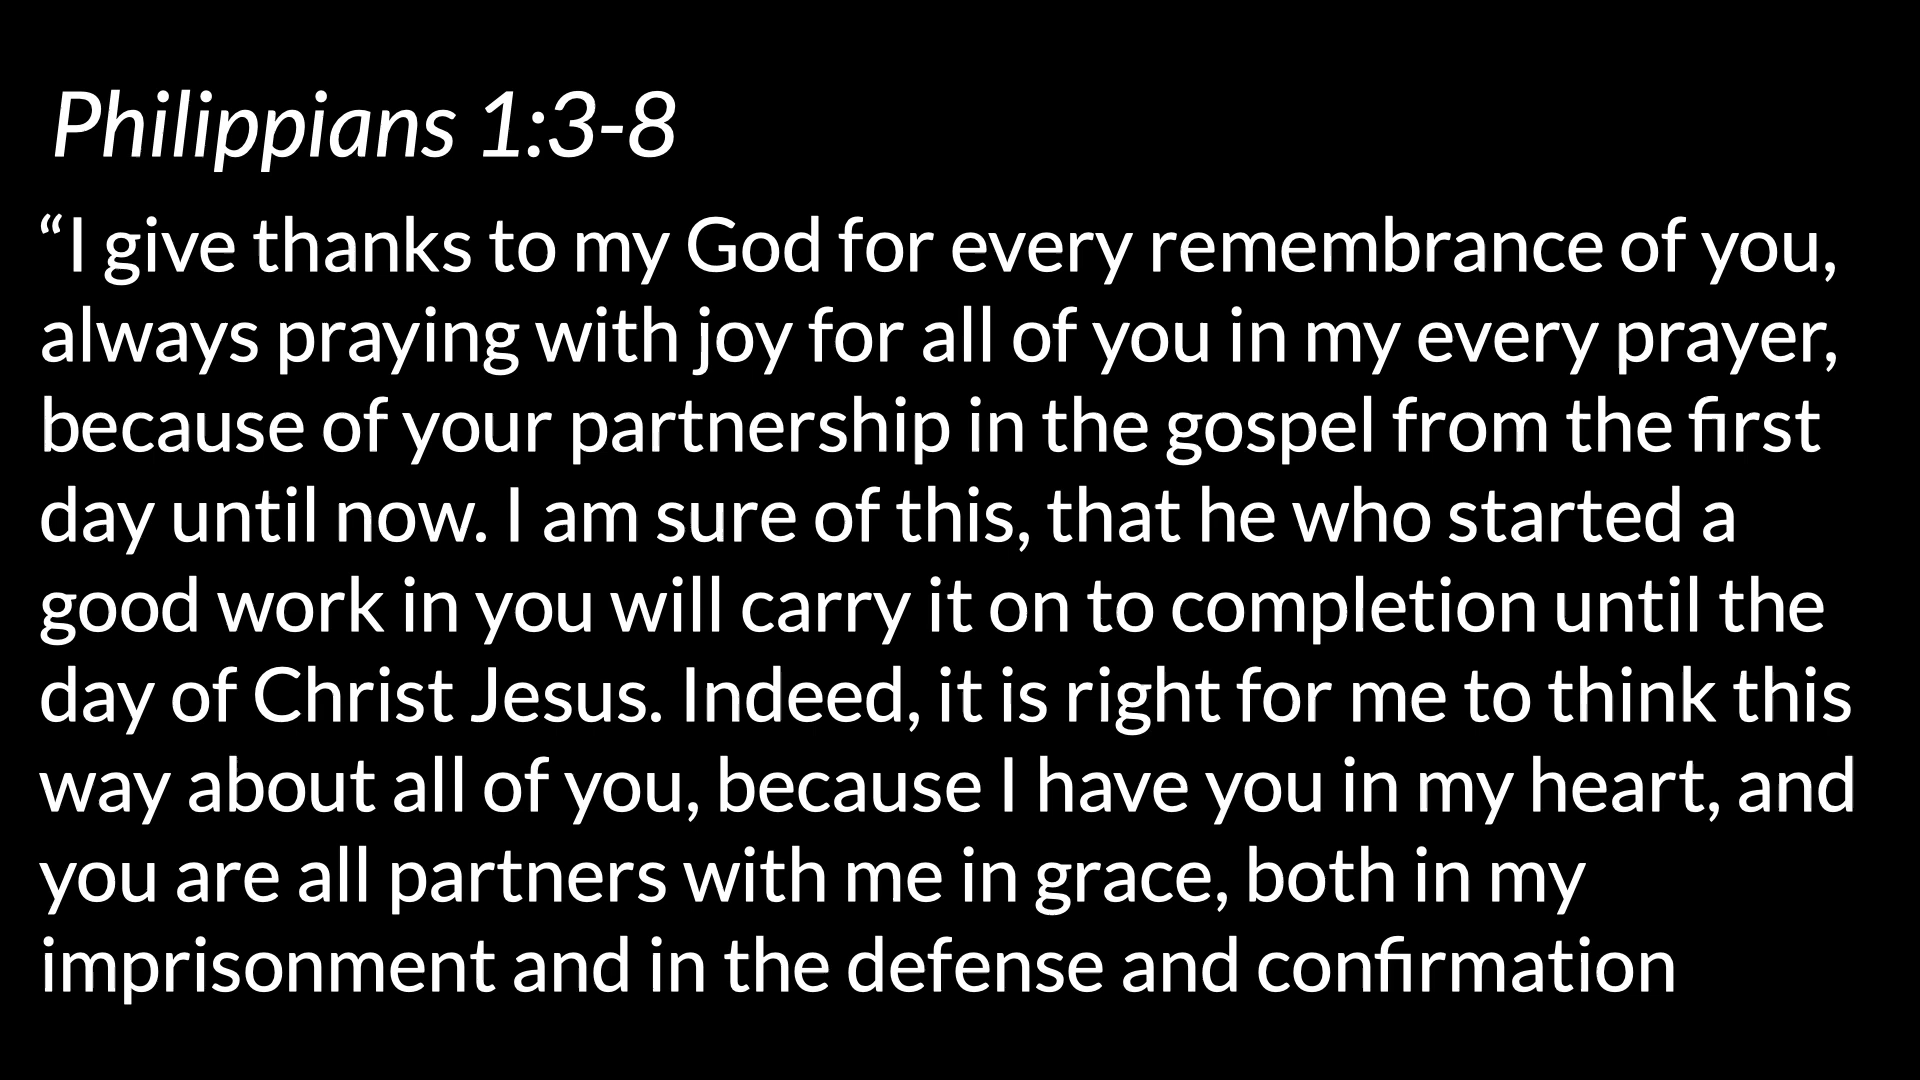 Philippians 1:3-8
“I give thanks to my God for every remembrance of you,
always praying with joy for all of you in my every prayer,
because of your partnership in the gospel from the first
day until now. I am sure of this, that he who started a
good work in you will carry it on to completion until the
day of Christ Jesus. Indeed, it is right for me to think this
way about all of you, because I have you in my heart, and
you are all partners with me in grace, both in my
imprisonment and in the defense and confirmation